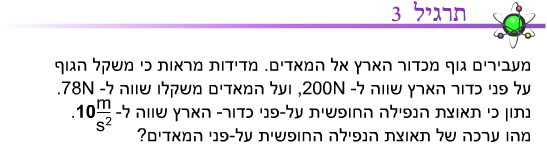 תרגיל 3
מעבירים גוף מכדור הארץ אל המאדים. מדידות מראות כי משקל הגוף
על פני כדור הארץ שווה ל- 200N, ועל המאדים משקלו שווה ל- 78N.
נתון כי תאוצת הנפילה החופשית על-פני כדור- הארץ שווה ל- 10 m/s².
מהו ערכה של תאוצת הנפילה החופשית על-פני המאדים?